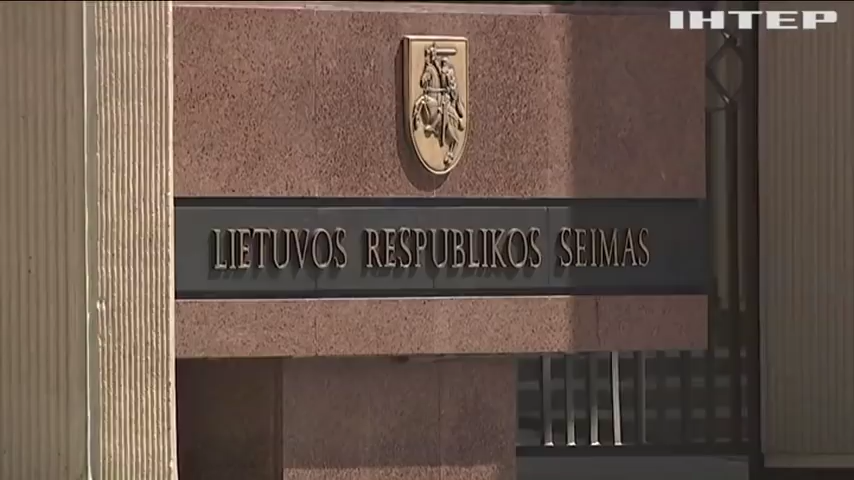 ІНТЕР
LIETUVOS RESPUBLIKOS SEIMAS